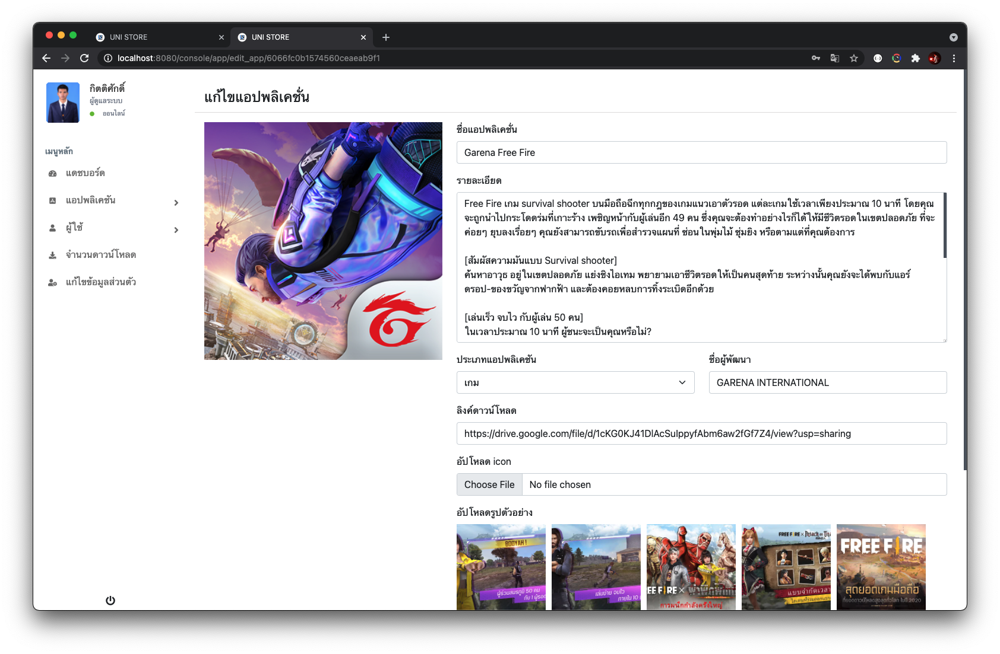 UNI STORE
UNI STORE
localhost:8080/console/app/edit_app/6066fc0b1574560ceaeab9f1
กิตติศักดิ์
ผู้ดูแลระบบ
ออนไลน์
เมนูหลัก
แดชบอร์ด
แอปพลิเคชัน
ผู้ใช้
จำนวนดาวน์โหลด
แก้ไขข้อมูลส่วนตัว
แก้ไขแอปพลิเคชั่น
ชื่อแอปพลิเคชั่น
Garena Free Fire
รายละเอียด
Free Fire เกม survival shooter บนมือถือฉีกทุกกฎของเกมแนวเอาตัวรอด แต่ละเกมใช้เวลาเพียงประมาณ 10 นาที โดยคุณ
จะถูกนำไปกระโดดร่มที่เกาะร้าง เพชิญหน้ากับผู้เล่นอีก 49 คน ซึ่งคุณจะต้องทำอย่างไรก็ได้ให้มีชีวิตรอดในเขตปลอดภัย ที่จะ
ค่อยๆ ยุบลงเรื่อยๆ คุณยังสามารถขับรถเพื่อสำรวจแผนที่ ซ่อนในพุ่มไม้ ซุ่มยิง หรือตามแต่ที่คุณต้องการ
[สัมผัสความมันแบบ Survival shooter]
ค้นหาอาวุธ อยู่ในเขตปลอดภัย แย่งชิงไอเทม พยายามเอาชีวิตรอดให้เป็นคนสุดท้าย ระหว่างนั้นคุณยังจะได้พบกับแอร์
ดรอป-ของขวัญจากฟากฟ้า และต้องคอยหลบการทิ้งระเบิดอีกด้วย
[เล่นเร็ว จบไว กับผู้เล่น 50 คน]
ในเวลาประมาณ 10 นาที ผู้ชนะจะเป็นคุณหรือไม่?
ประเภทแอปพลิเคชัน
ชื่อผู้พัฒนา
เกม
GARENA INTERNATIONAL
ลิงค์ดาวน์โหลด
https://drive.google.com/file/d/1cKG0KJ41DlAcSuIppyfAbm6aw2fGf7Z4/view?usp=sharing
อัปโหลด icon
Choose File
No file chosen
อัปโหลดรูปตัวอย่าง
BOOYAH !
ผู้ร่วมสมรภูมิ 50 คน
กับ 1 ผู้รอด
เล่นง่าย จบไว
ภายใน 10
EE FIRE ×
การผนึกกำลังครั้งใหญ่
FREE FIRE × Attack on Tita
แบบจำกัดเวลา
FREE FIRE
สุดยอดเกมมือถือ
ที่ยอดดาวน์โหลดสูงสุดทั่วโลก ในปี 2020